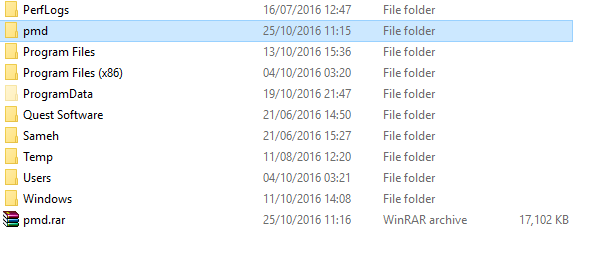 PerfLogs 16/07/2016 12:47 File folder
pmd 25/10/2016 11:15 File folder
Program Files 13/10/2016 15:36 File folder
Program Files (x86) 04/10/2016 03:20 File folder
ProgramData 19/10/2016 21:47 File folder
Quest Software 21/06/2016 14:50 File folder
Sameh 21/06/2016 15:27 File folder
Temp 11/08/2016 12:20 File folder
Users 04/10/2016 03:21 File folder
Windows 11/10/2016 14:08 File folder
pmd.rar 25/10/2016 11:16 WinRAR archive 17,102 KB